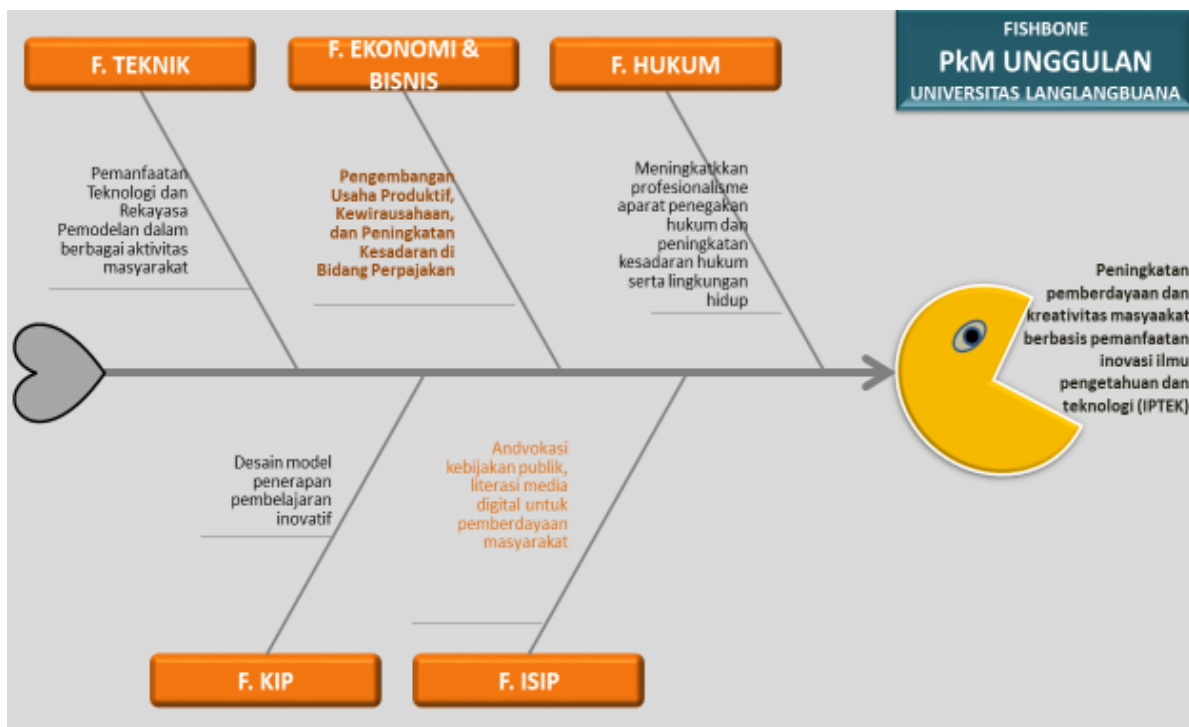 FISHBONE
PkM UNGGULAN
UNIVERSITAS LANGLANGBUANA
F. TEKNIK
F. EKONOMI &
BISNIS
F. HUKUM
Pemanfaatan
Teknologi dan
Rekayasa
Pemodelan dalam
berbagai aktivitas
masyarakat
Pengembangan
Usaha Produktif,
Kewirausahaan,
dan Peningkatan
Kesadaran di
Bidang Perpajakan
Meningkatkkan
profesionalisme
aparat penegakan
hukum dan
peningkatan
kesadaran hukum
serta lingkungan
hidup
Peningkatan
pemberdayaan dan
kreativitas masyaakat
berbasis pemanfaatan
inovasi ilmu
pengetahuan dan
teknologi (IPTEK)
Desain model
penerapan
pembelajaran
inovatif
Andvokasi
kebijakan publik,
literasi media
digital untuk
pemberdayaan
masyarakat
F. KIP
F. ISIP